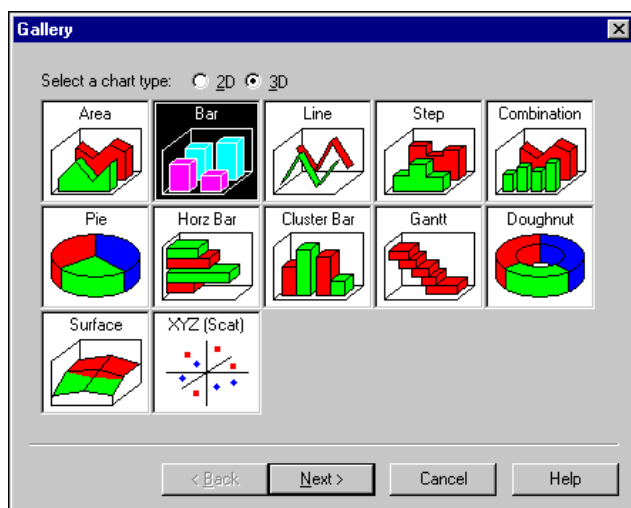 Gallery
Select a chart type: 2D 3D
Area Bar Line Step Combination
Pie Horz Bar Cluster Bar Gantt Doughnut
Surface XYZ (Scat)
< Back Next > Cancel Help